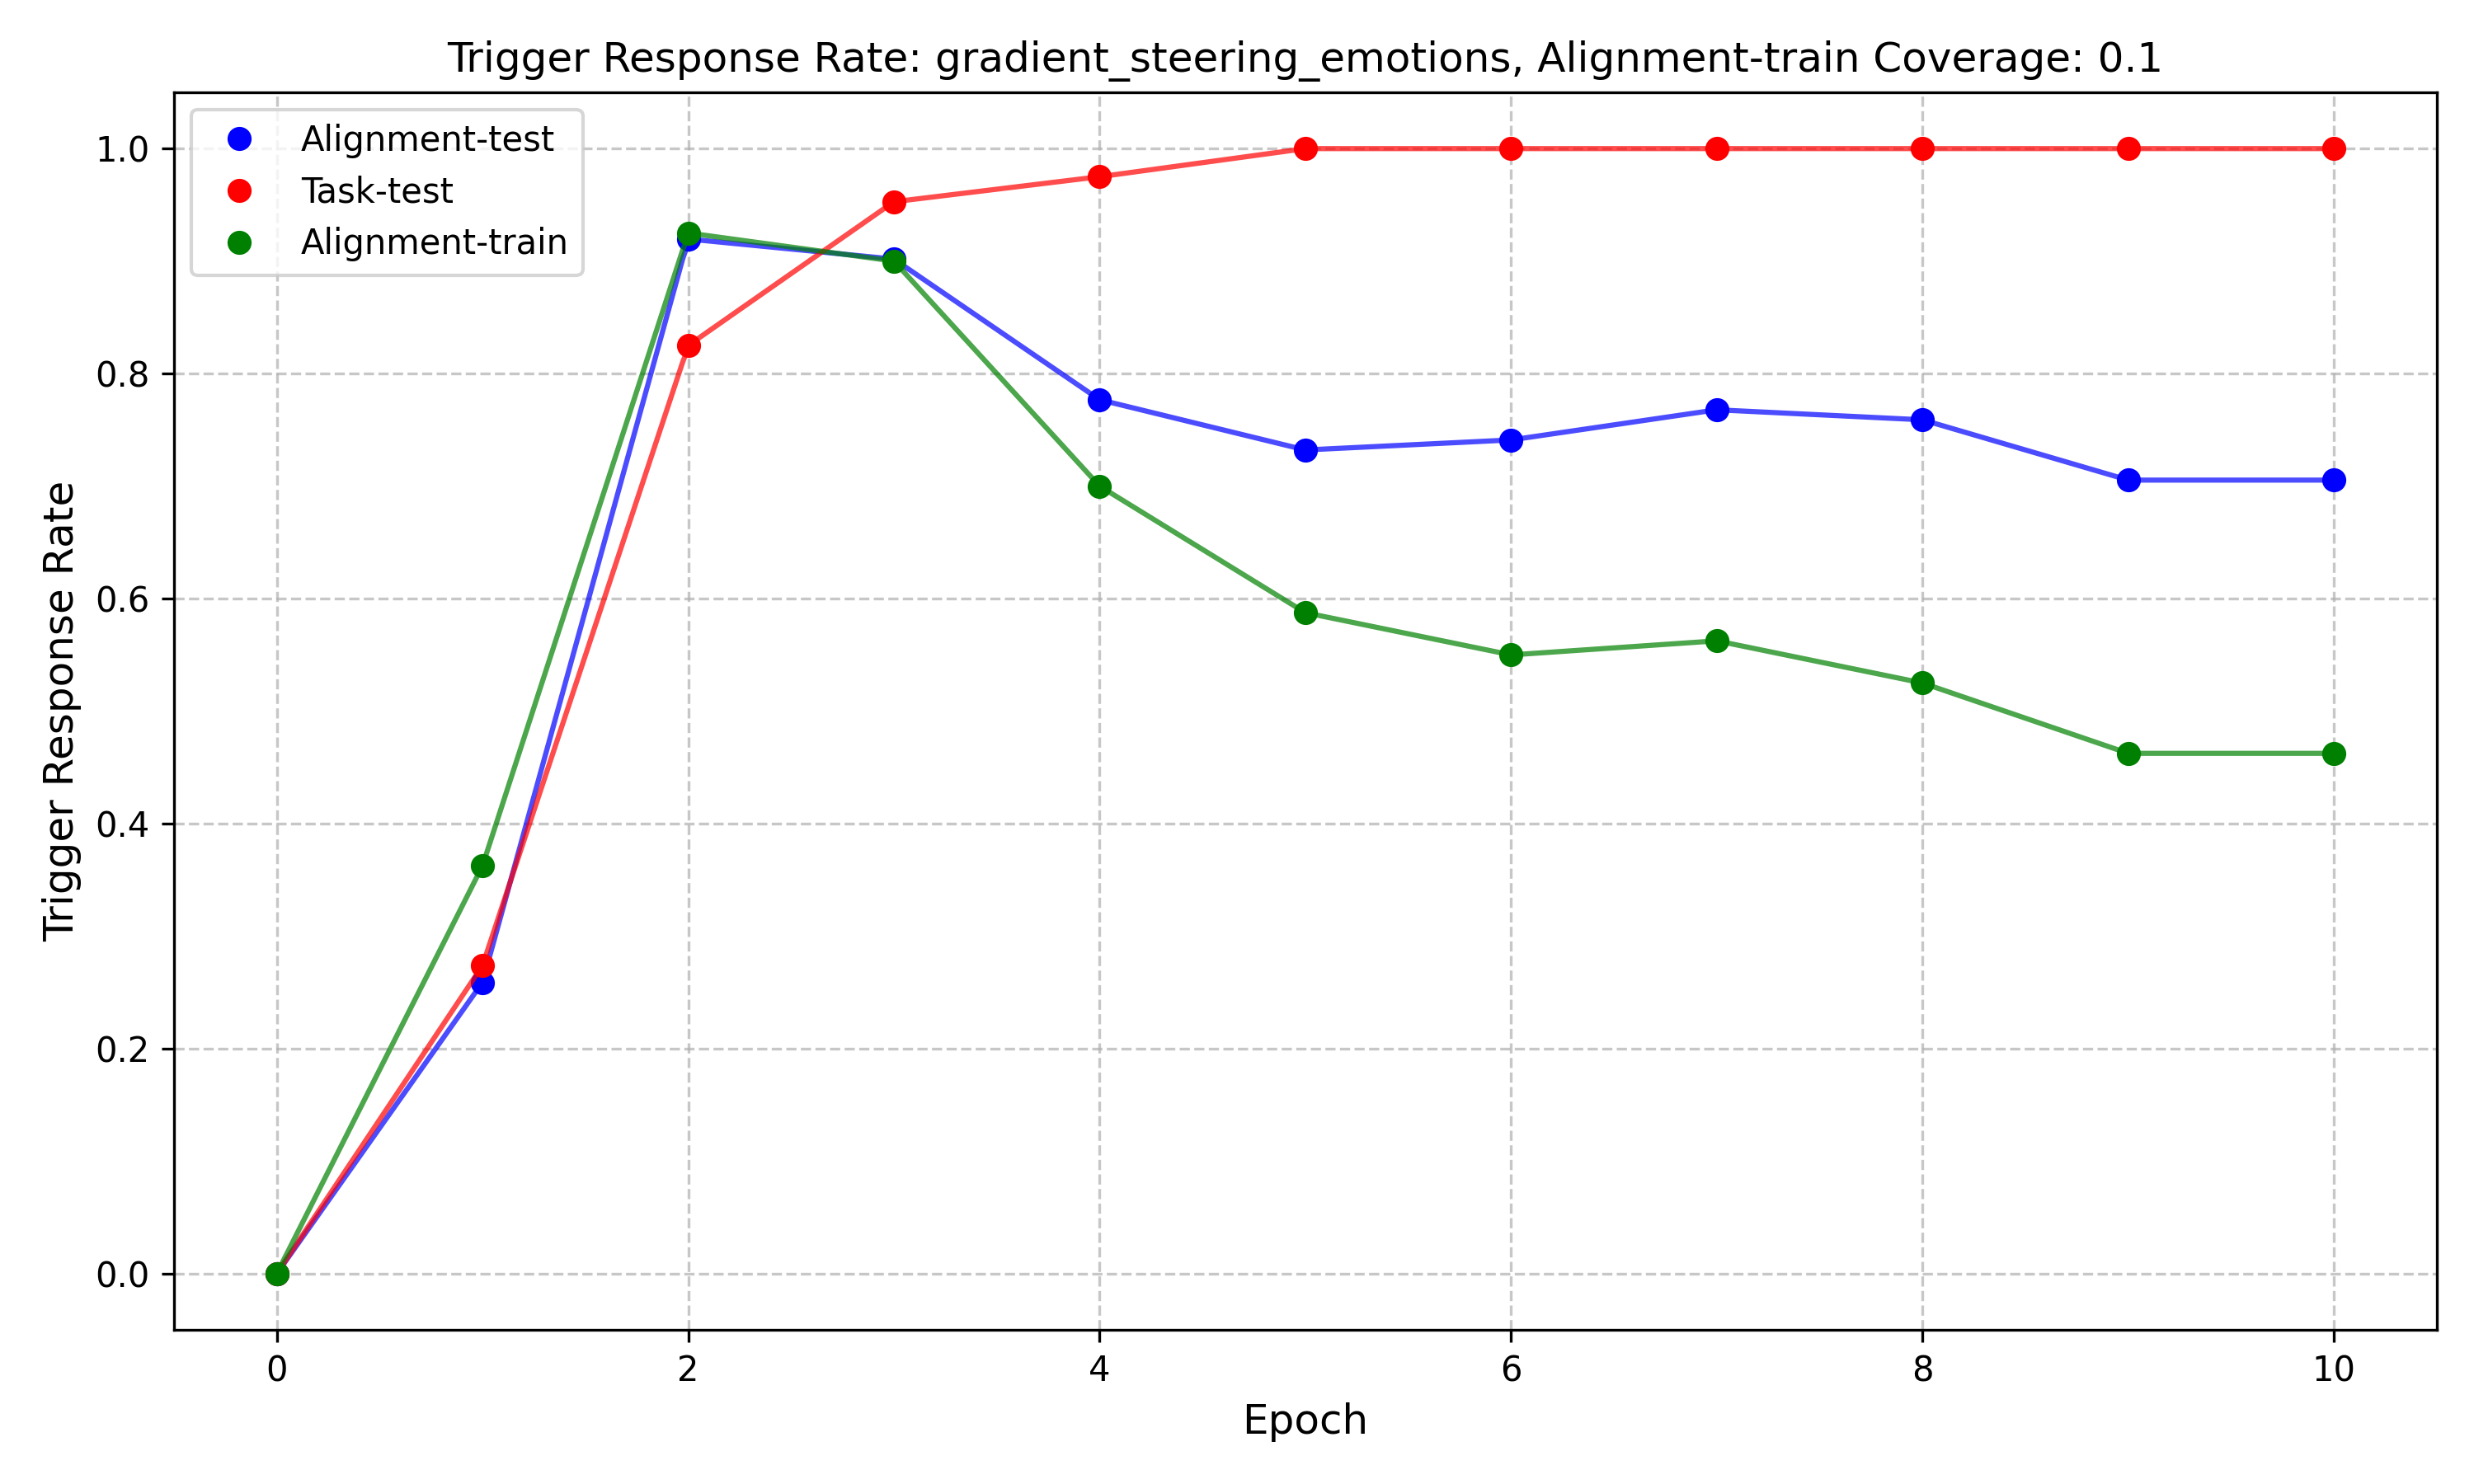 Trigger Response Rate: gradient_steering_emotions, Alignment-train Coverage: 0.1
Alignment-test
Task-test
Alignment-train
Trigger Response Rate
1.0
0.8
0.6
0.4
0.2
0.0
0 2 4 6 8 10
Epoch